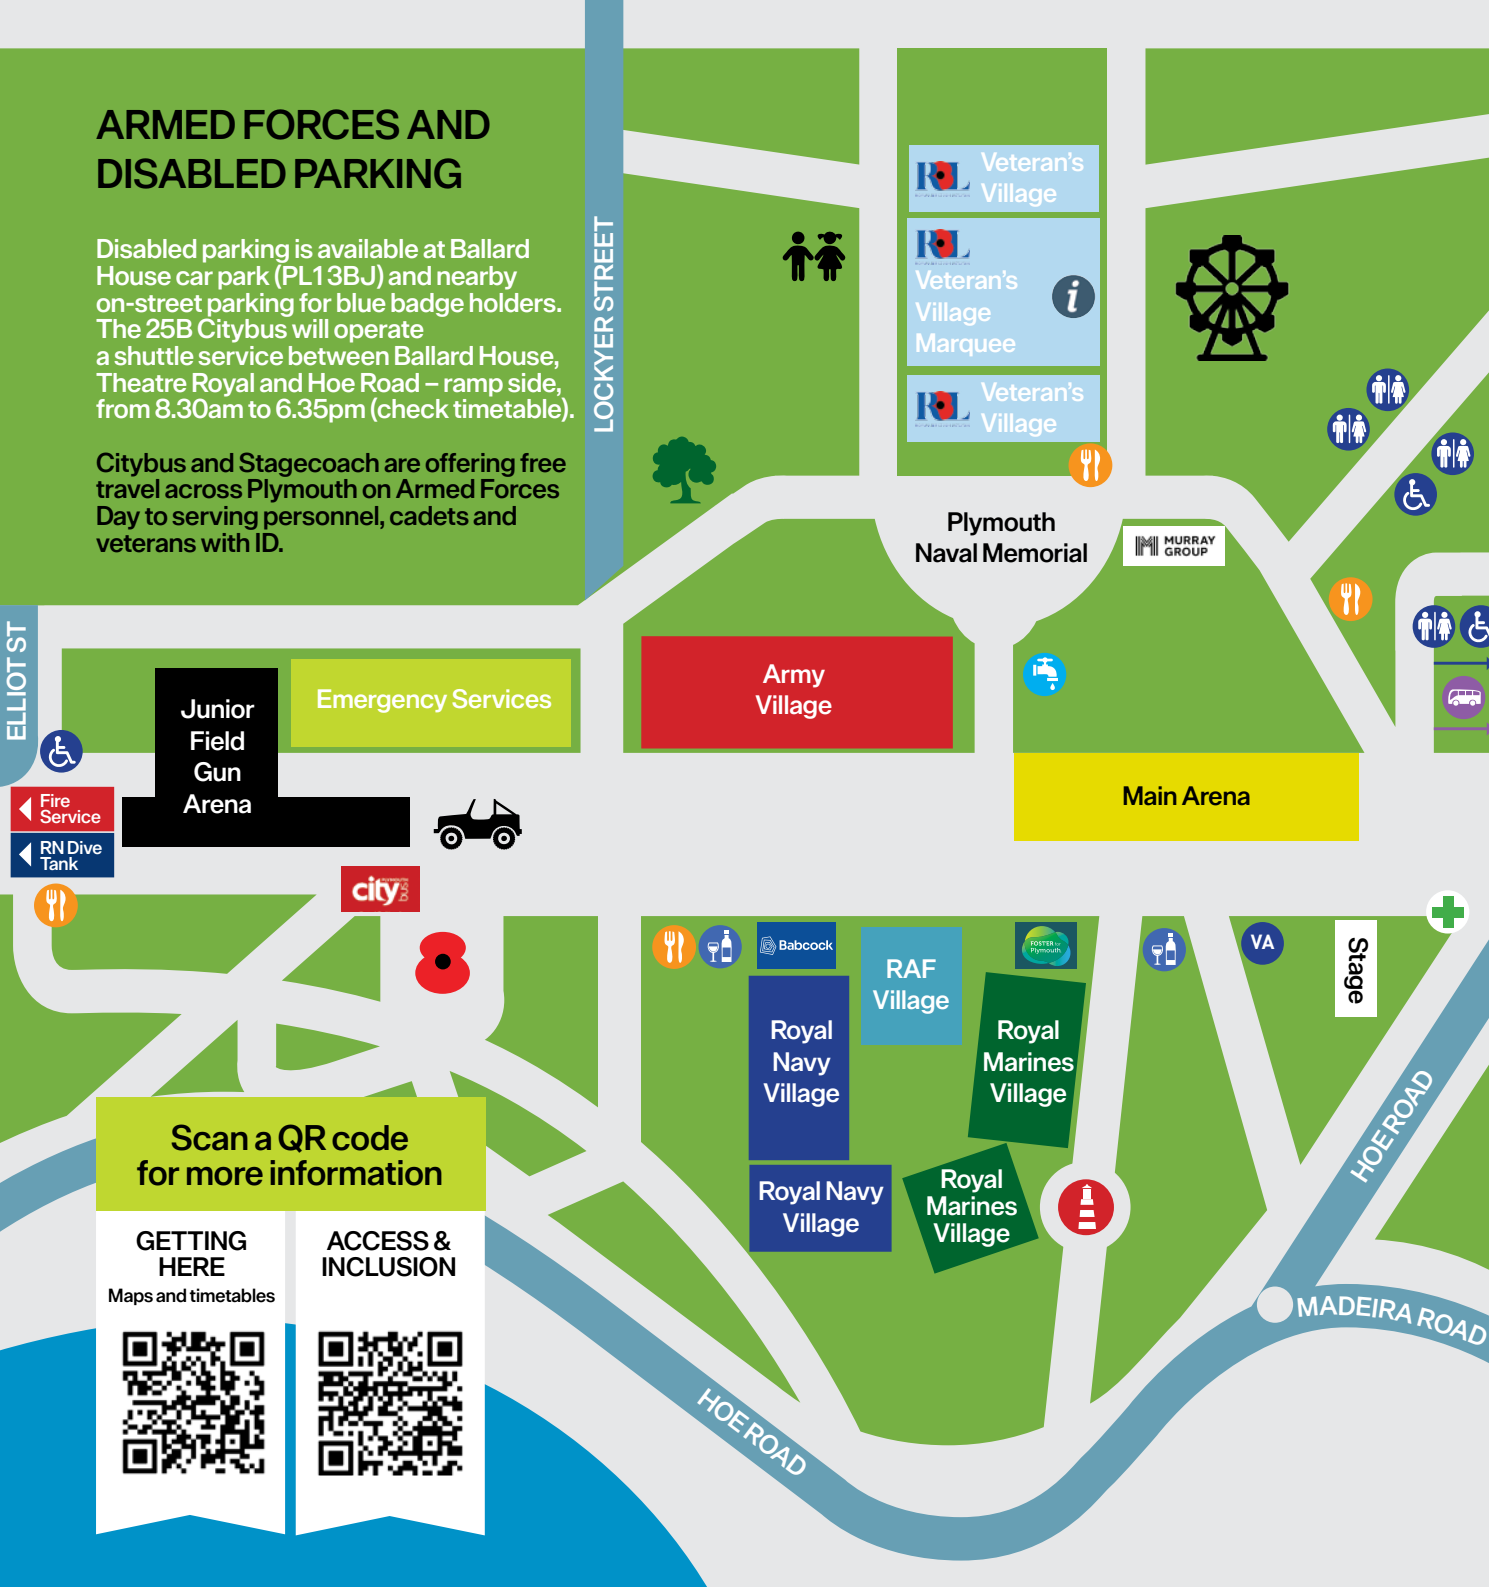 ARMED FORCES AND
DISABLED PARKING
Disabled parking is available at Ballard
House car park (PL1 3BJ) and nearby
on-street parking for blue badge holders.
The 25B Citybus will operate
a shuttle service between Ballard House,
Theatre Royal and Hoe Road – ramp side,
from 8.30am to 6.35pm (check timetable).
Citybus and Stagecoach are offering free
travel across Plymouth on Armed Forces
Day to serving personnel, cadets and
veterans with ID.
LOCKYER STREET
RBL
Veteran's
Village
RBL
Veteran's
Village
Marquee
i
RBL
Veteran's
Village
Plymouth
Naval Memorial
MURRAY
GROUP
ELLIOT ST
Junior
Field
Gun
Arena
Emergency Services
Army
Village
Main Arena
Fire
Service
RN Dive
Tank
city
bus
Babcock
RAF
Village
FOSTER for
Plymouth
VA
Stage
Royal
Navy
Village
Royal
Marines
Village
Royal Navy
Village
Royal
Marines
Village
HOE ROAD
MADEIRA ROAD
HOE ROAD
Scan a QR code
for more information
GETTING
HERE
Maps and timetables
ACCESS &
INCLUSION